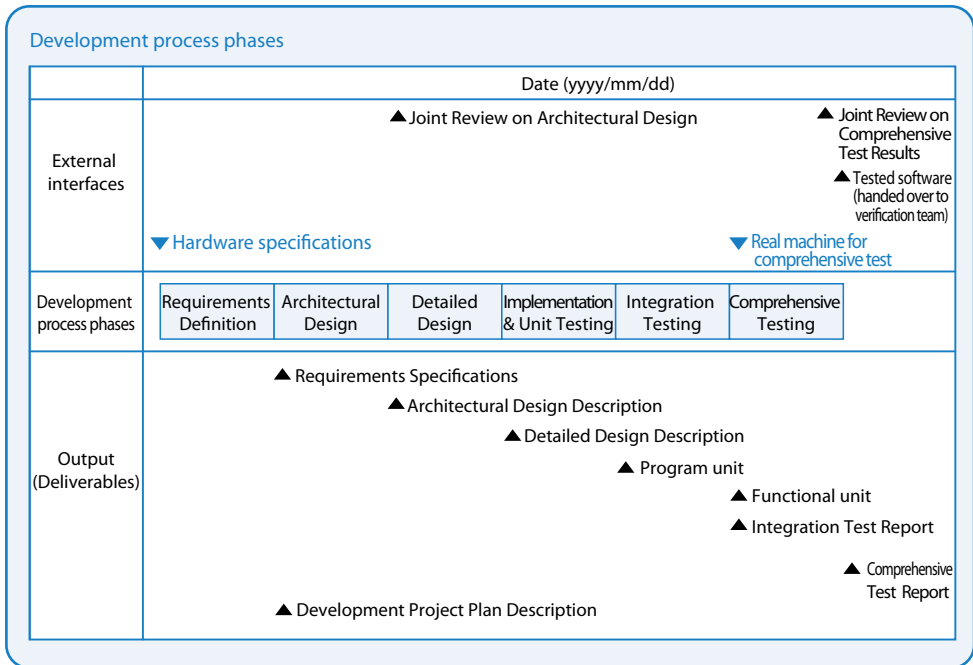 Development process phases
Date (yyyy/mm/dd)
External
interfaces
▲Joint Review on Architectural Design
▲ Joint Review on
Comprehensive
Test Results
▲ Tested software
(handed over to
verification team)
▼ Hardware specifications
▼ Real machine for
comprehensive test
Development
process phases
Requirements
Definition
Architectural
Design
Detailed
Design
Implementation
& Unit Testing
Integration
Testing
Comprehensive
Testing
Output
(Deliverables)
▲ Requirements Specifications
▲ Architectural Design Description
▲ Detailed Design Description
▲ Program unit
▲ Functional unit
▲ Integration Test Report
▲ Comprehensive
Test Report
▲ Development Project Plan Description